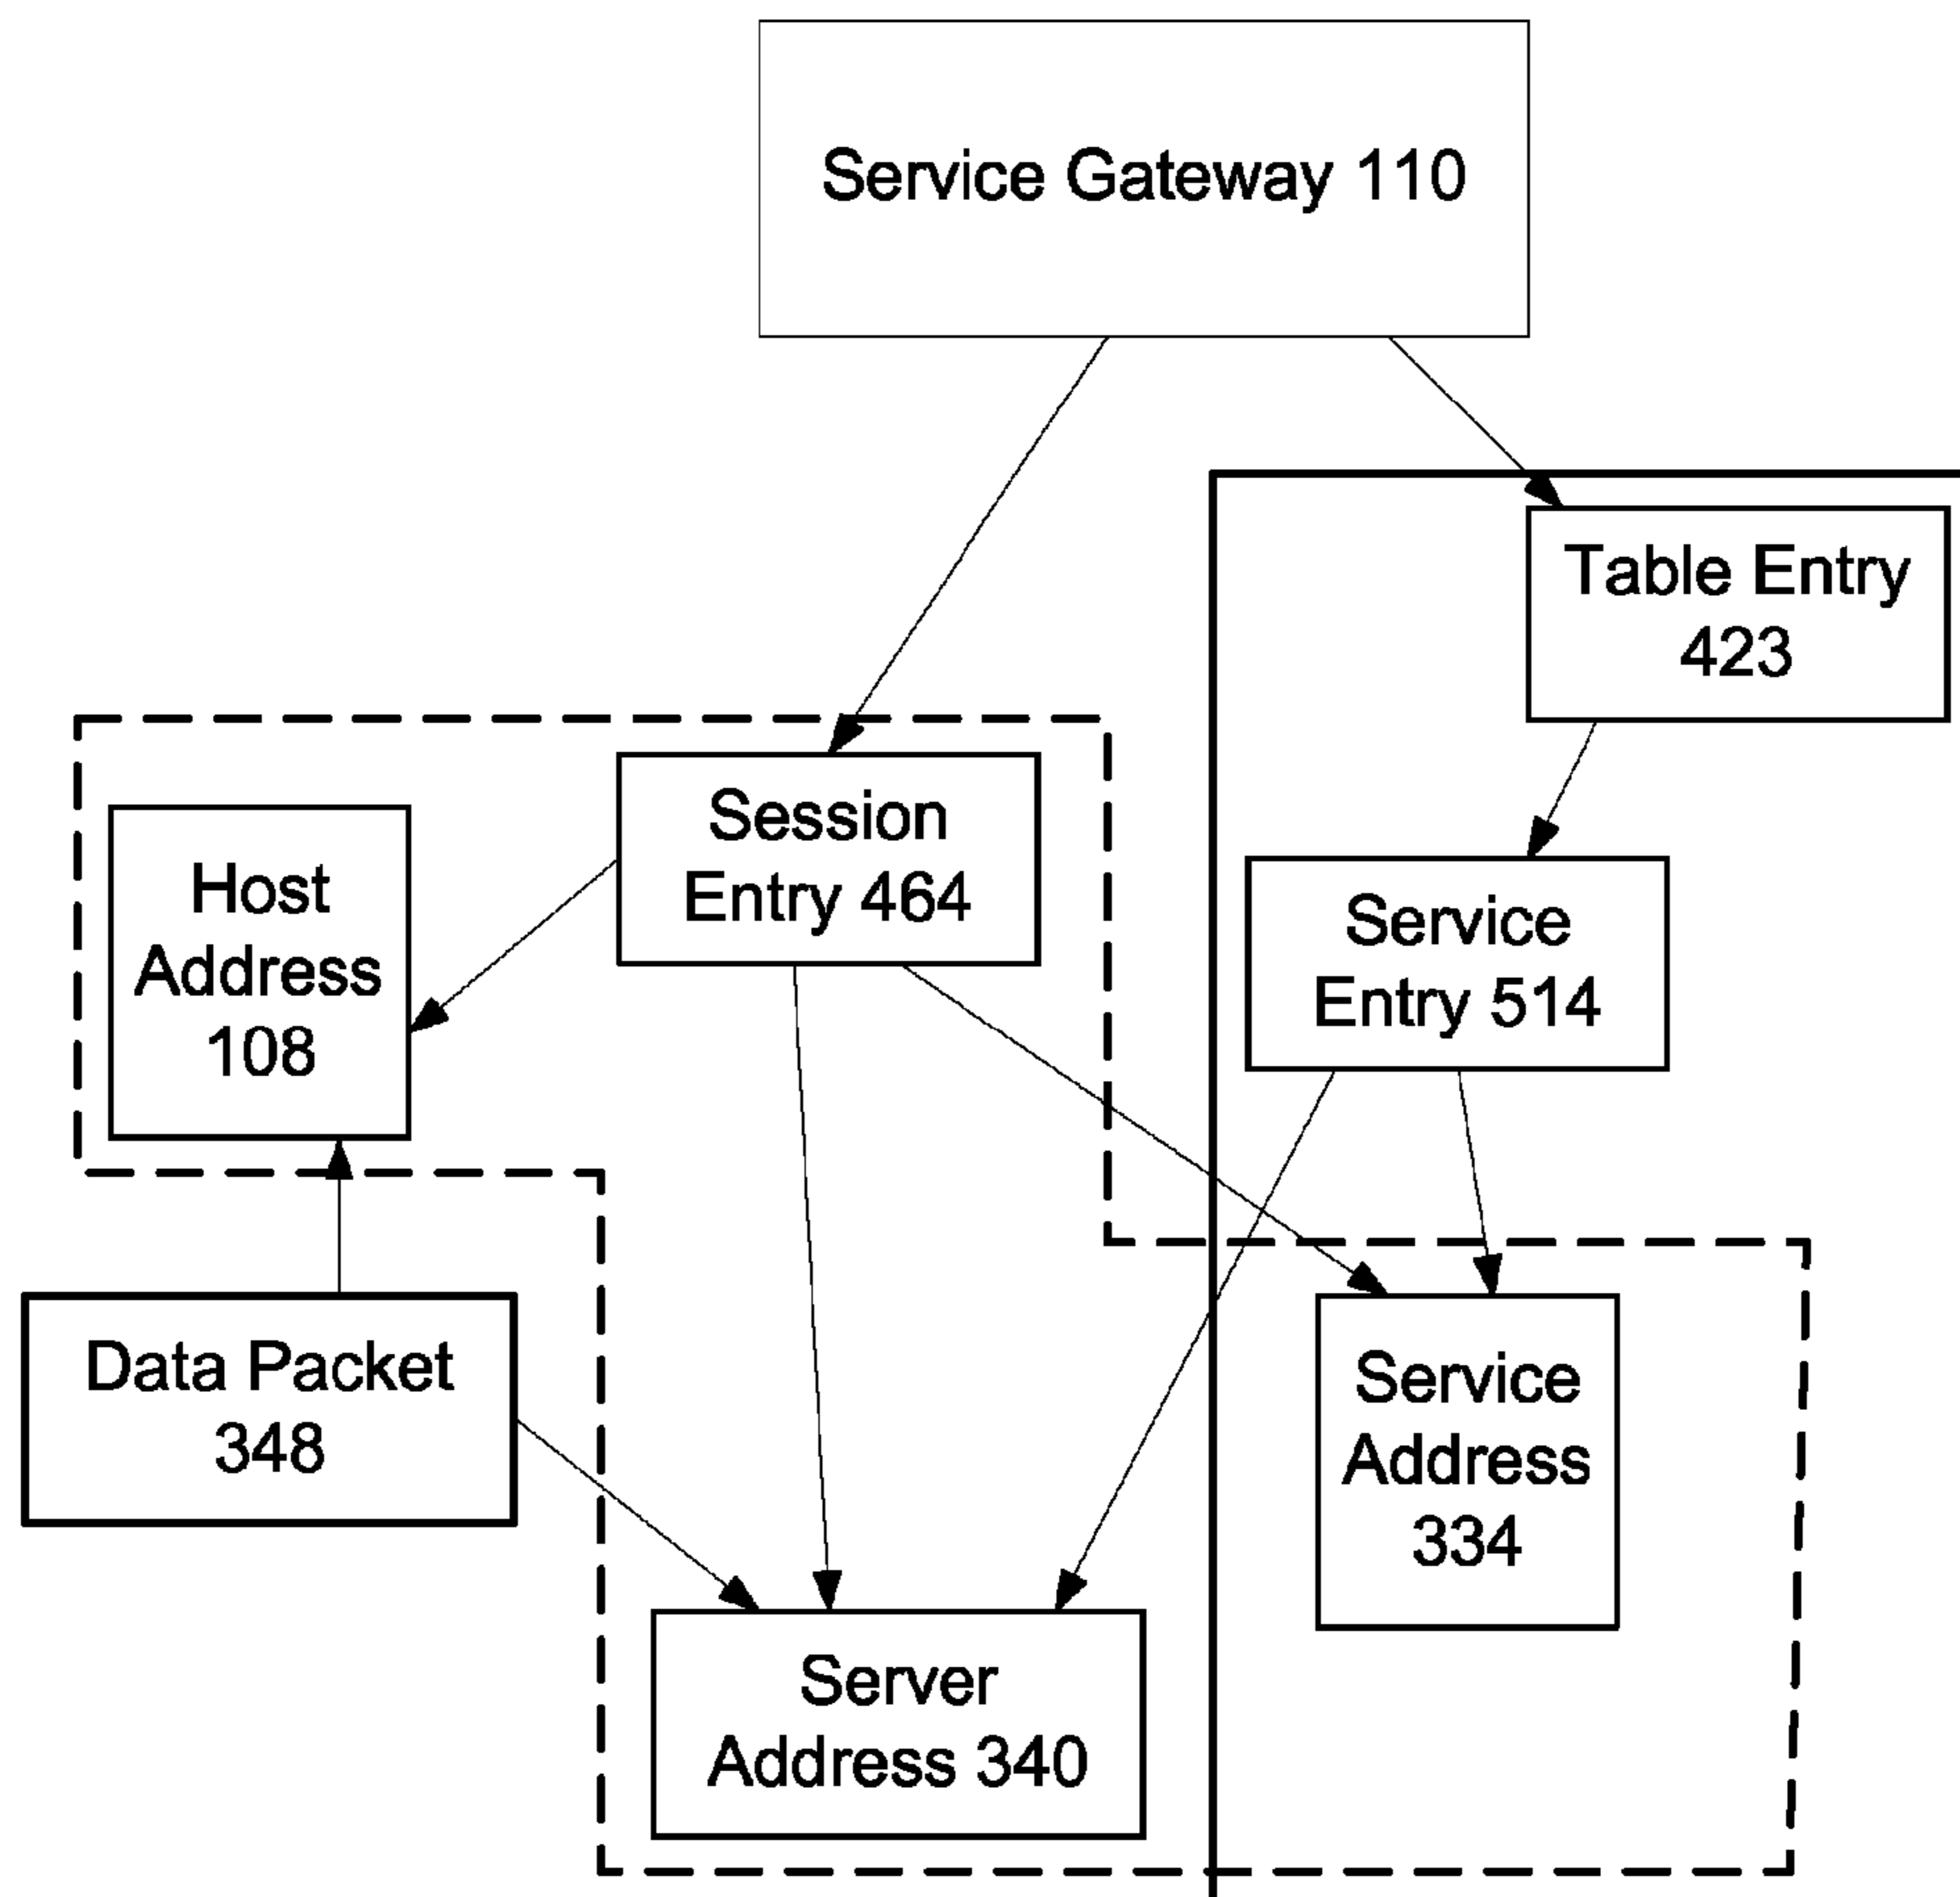 Service Gateway 110
Table Entry
423
Session
Entry 464
Host
Address
108
Service
Entry 514
Data Packet
348
Service
Address
334
Server
Address 340